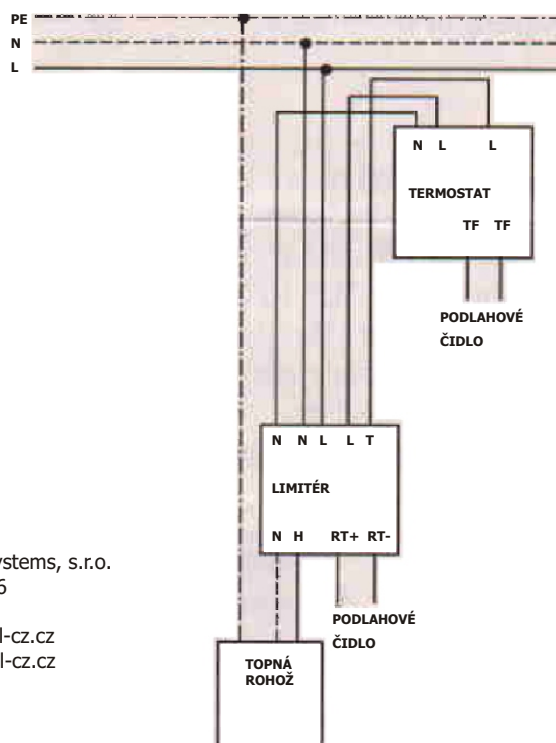 PE
N
L
N L L
TERMOSTAT
TF TF
PODLAHOVÉ
ČIDLO
N N L L T
LIMITÉR
N H RT+ RT-
ystems, s.r.o.
6
l-cz.cz
l-cz.cz
PODLAHOVÉ
ČIDLO
TOPNÁ
ROHOŽ